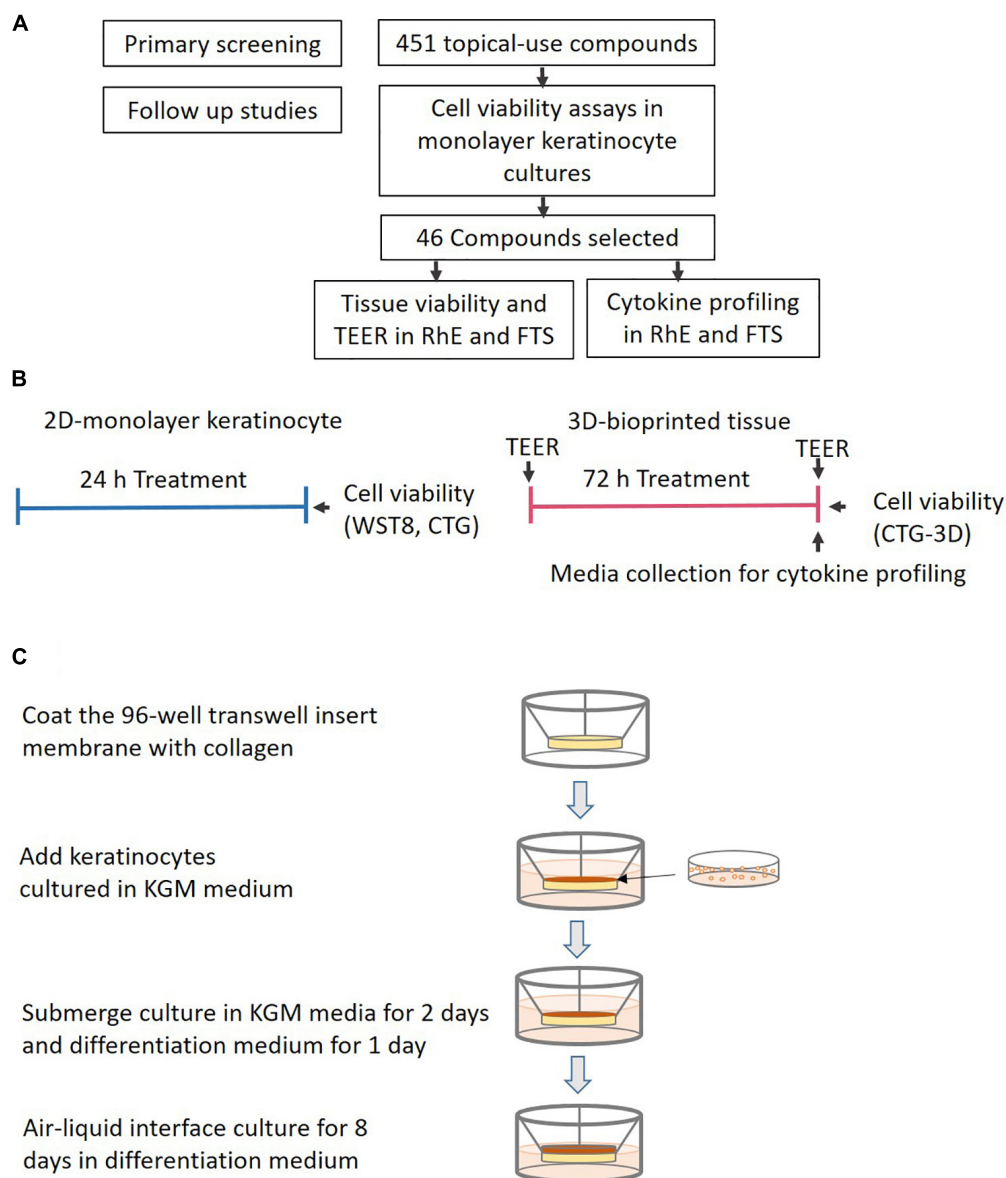 A
Primary screening
451 topical-use compounds
Follow up studies
Cell viability assays in
monolayer keratinocyte
cultures
46 Compounds selected
Tissue viability and
TEER in RhE and FTS
Cytokine profiling
in RhE and FTS
B
2D-monolayer keratinocyte
24 h Treatment
Cell viability
(WST8, CTG)
3D-bioprinted tissue
TEER
TEER
72 h Treatment
Cell viability
(CTG-3D)
Media collection for cytokine profiling
C
Coat the 96-well transwell insert
membrane with collagen
Add keratinocytes
cultured in KGM medium
Submerge culture in KGM media for 2 days
and differentiation medium for 1 day
Air-liquid interface culture for 8
days in differentiation medium